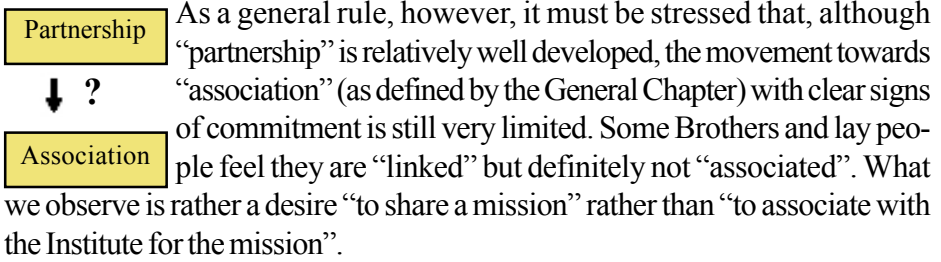 Partnership
?
Association
As a general rule, however, it must be stressed that, although
“partnership” is relatively well developed, the movement towards
“association” (as defined by the General Chapter) with clear signs
of commitment is still very limited. Some Brothers and lay peo-
ple feel they are “linked” but definitely not “associated”. What
we observe is rather a desire “to share a mission” rather than “to associate with
the Institute for the mission”.